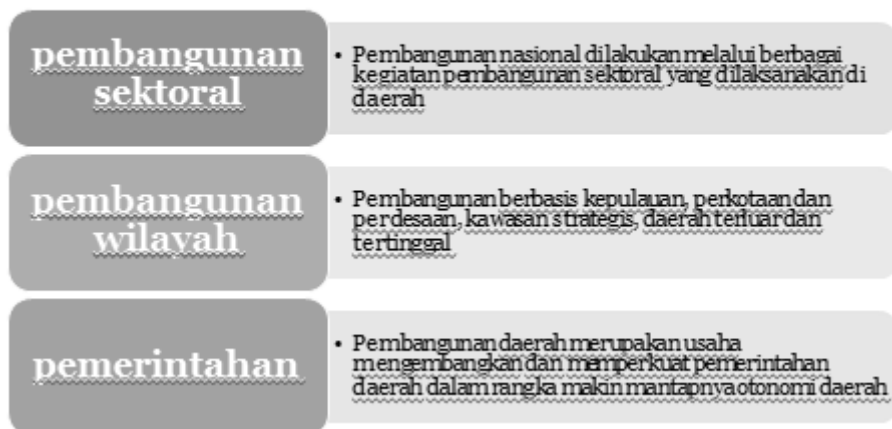 pembangunan
sektoral
• Pembangunan nasional dilakukan melalui berbagai
kegiatan pembangunan sektoral yang dilaksanakan di
daerah
pembangunan
wilayah
• Pembangunan berbasis kepulauan, perkotaan dan
perdesaan, kawasan strategis, daerah terluar dan
tertinggal
pemerintahan
• Pembangunan daerah merupakan usaha
mengembangkan dan memperkuat pemerintahan
daerah dalam rangka makin mantapnya otonomi daerah